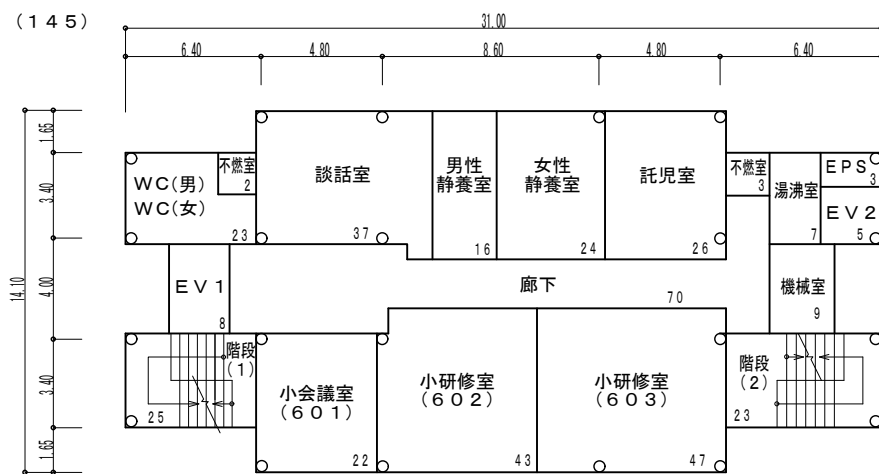 (１４５)
31.00
6.40
4.80
8.60
4.80
6.40
14.10
1.65
3.40
4.00
3.40
1.65
ＷＣ(男)
ＷＣ(女)
23
不燃室
2
談話室
37
男性
静養室
16
女性
静養室
24
託児室
26
不燃室
3
湯沸室
7
ＥＰＳ
3
ＥＶ２
5
ＥＶ１
8
廊下
70
機械室
9
階段
(１)
25
小会議室
(６０１)
22
小研修室
(６０２)
43
小研修室
(６０３)
47
階段
(２)
23